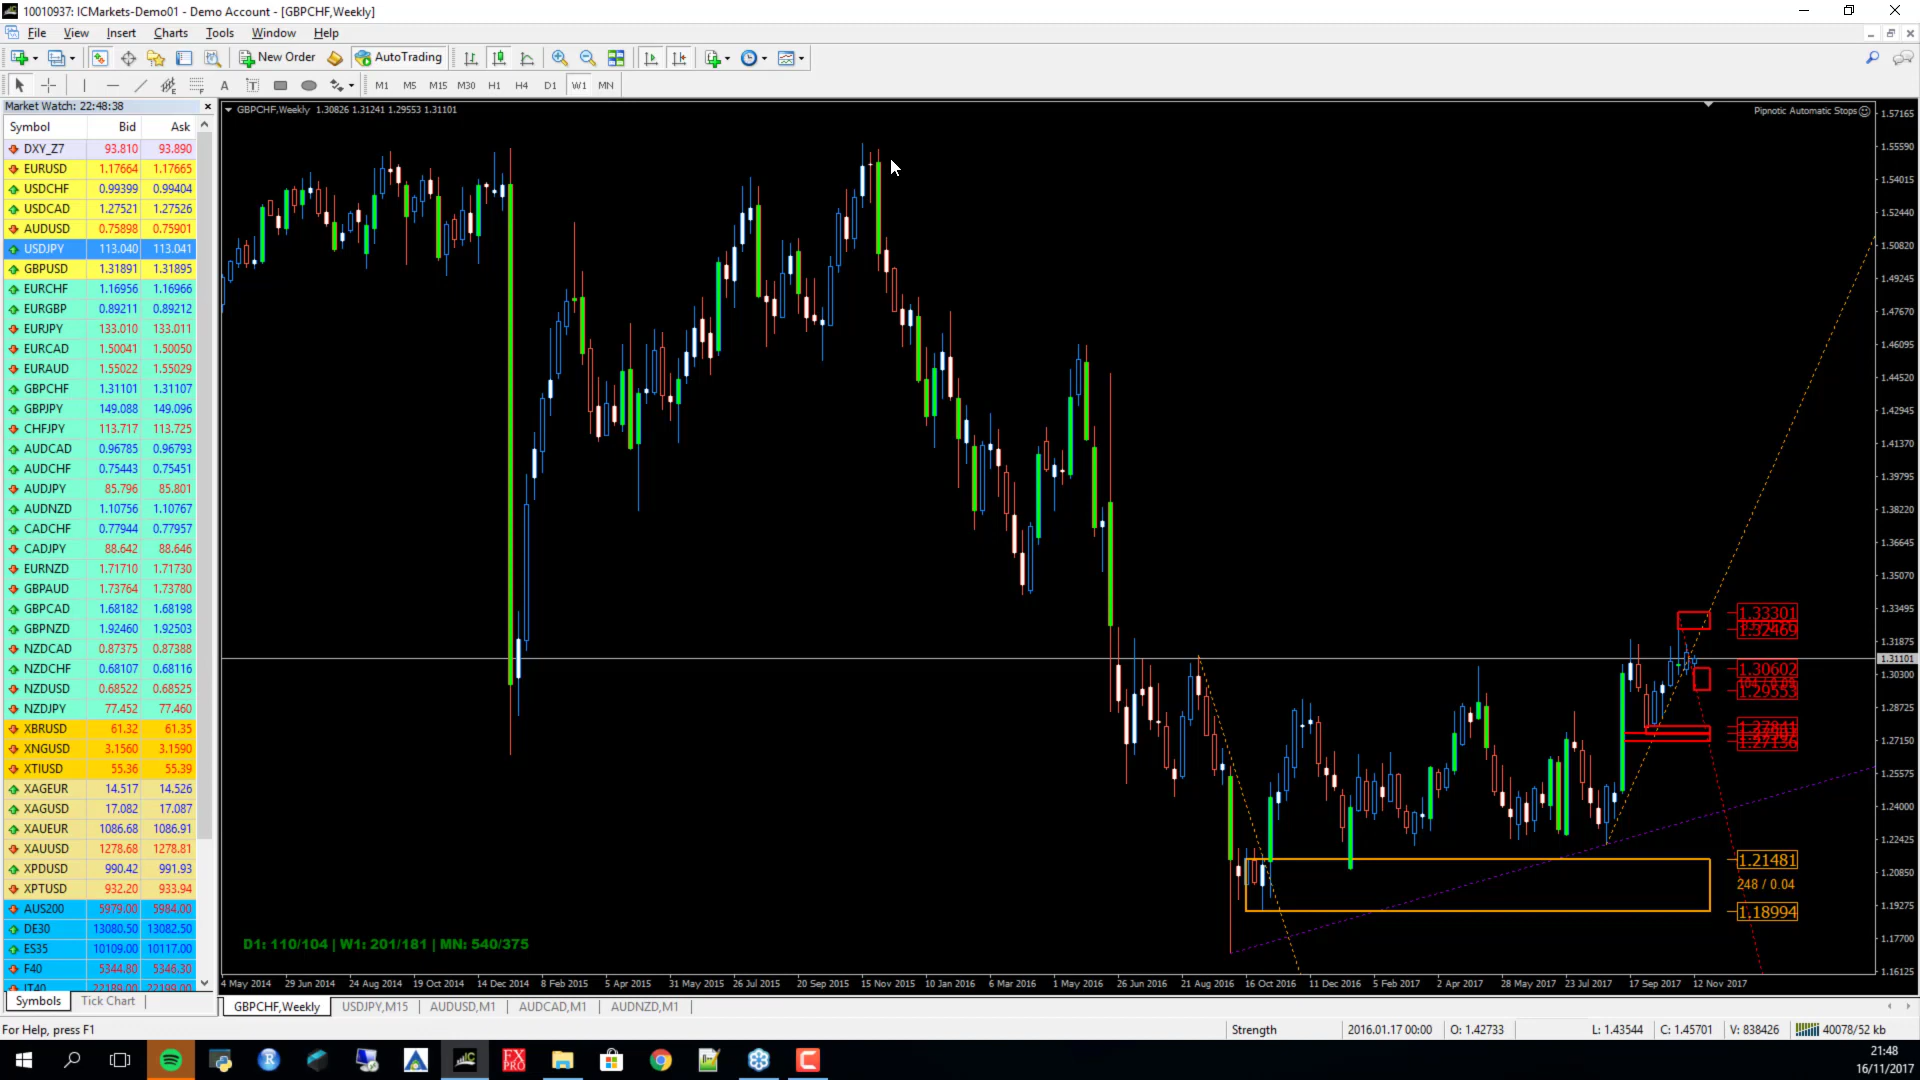 10010937: ICMarkets-Demo01 - Demo Account - [GBPCHF,Weekly]
File View Insert Charts Tools Window Help
New Order AutoTrading
A T M1 M5 M15 M30 H1 H4 D1 W1 MN
Market Watch: 22:48:38
Symbol Bid Ask
DXY_Z7 93.810 93.890
EURUSD 1.17664 1.17665
USDCHF 0.99399 0.99404
USDCAD 1.27521 1.27526
AUDUSD 0.75898 0.75901
USDJPY 113.040 113.041
GBPUSD 1.31891 1.31895
EURCHF 1.16956 1.16966
EURGBP 0.89211 0.89212
EURJPY 133.010 133.011
EURCAD 1.50041 1.50050
EURAUD 1.55022 1.55029
GBPCHF 1.31101 1.31107
GBPJPY 149.088 149.096
CHFJPY 113.717 113.725
AUDCAD 0.96785 0.96793
AUDCHF 0.75443 0.75451
AUDJPY 85.796 85.801
AUDNZD 1.10756 1.10767
CADCHF 0.77944 0.77957
CADJPY 88.642 88.646
EURNZD 1.71710 1.71730
GBPAUD 1.73764 1.73780
GBPCAD 1.68182 1.68198
GBPNZD 1.92460 1.92503
NZDCAD 0.87375 0.87388
NZDCHF 0.68107 0.68116
NZDUSD 0.68522 0.68525
NZDJPY 77.452 77.460
XBRUSD 61.32 61.35
XNGUSD 3.1560 3.1590
XTIUSD 55.36 55.39
XAGEUR 14.517 14.526
XAGUSD 17.082 17.087
XAUEUR 1086.68 1086.91
XAUUSD 1278.68 1278.81
XPDUSD 990.42 991.93
XPTUSD 932.20 933.94
AUS200 5979.00 5984.00
DE30 13080.50 13082.50
ES35 10109.00 10117.00
F40 5344.80 5346.30
IT40 22189.00 22199.00
Symbols Tick Chart
GBPCHF,Weekly 1.30826 1.31241 1.29553 1.31101
Pipnotic Automatic Stops
1.57165
1.55590
1.54015
1.52440
1.50820
1.49245
1.47670
1.46095
1.44520
1.42945
1.41370
1.39795
1.38220
1.36645
1.35070
1.33495
1.31875
1.31101
1.30300
1.28725
1.27150
1.25575
1.24000
1.22425
1.20850
1.19275
1.17700
1.16125
1.33301
1.32469
1.30602
1.29553
1.27841
1.27136
1.21481
248 / 0.04
1.18994
D1: 110/104 | W1: 201/181 | MN: 540/375
4 May 2014 29 Jun 2014 24 Aug 2014 19 Oct 2014 14 Dec 2014 8 Feb 2015 5 Apr 2015 31 May 2015 26 Jul 2015 20 Sep 2015 15 Nov 2015 10 Jan 2016 6 Mar 2016 1 May 2016 26 Jun 2016 21 Aug 2016 16 Oct 2016 11 Dec 2016 5 Feb 2017 2 Apr 2017 28 May 2017 23 Jul 2017 17 Sep 2017 12 Nov 2017
GBPCHF,Weekly USDJPY,M15 AUDUSD,M1 AUDCAD,M1 AUDNZD,M1
For Help, press F1 Strength 2016.01.17 00:00 O: 1.42733 L: 1.43544 C: 1.45701 V: 838426 40078/52 kb
IC FX PRO
21:48
16/11/2017